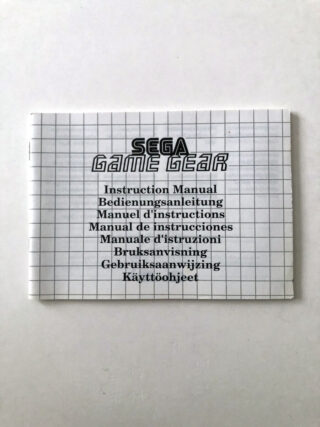 SEGA
GAME GEAR
Instruction Manual
Bedienungsanleitung
Manuel d'instructions
Manual de instrucciones
Manuale d'istruzioni
Bruksanvisning
Gebruiksaanwijzing
Käyttöohjeet